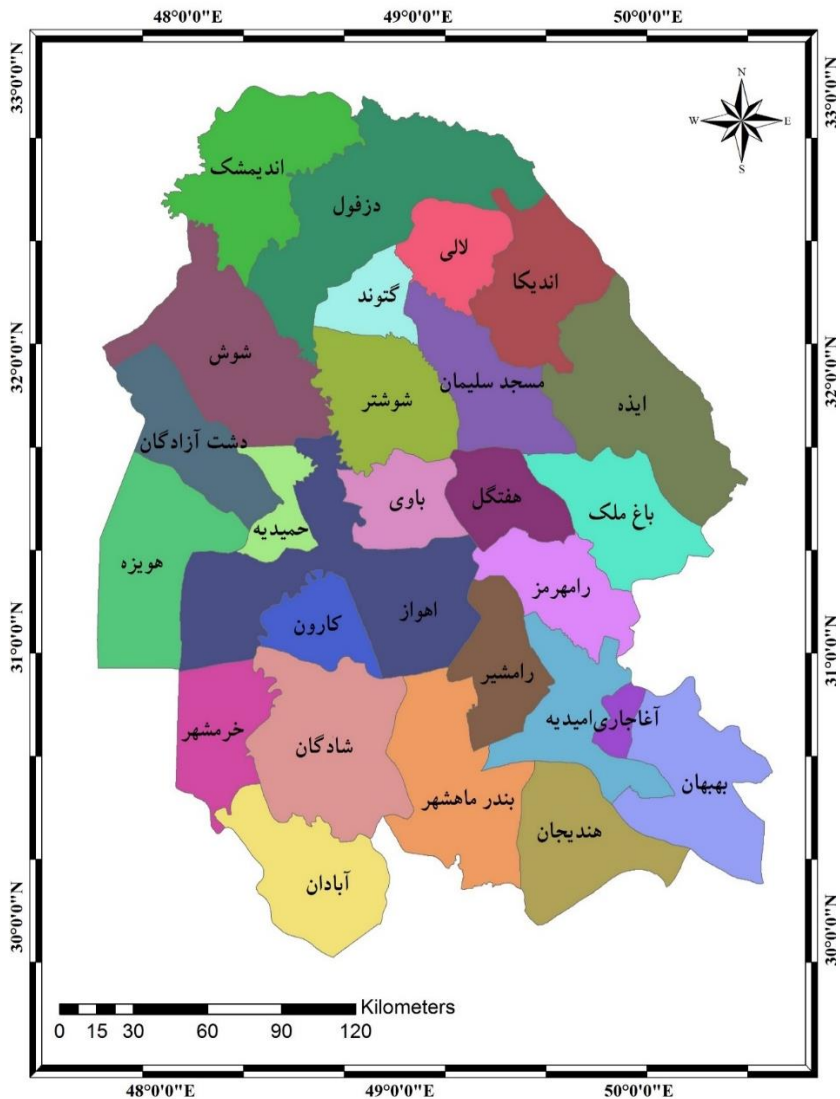 48°0'0"E 49°0'0"E 50°0'0"E
33°0'0"N 33°0'0"N
N
W E
S
اندیمشک
دزفول
لالی
اندیکا
گتوند
شوش
مسجد سلیمان
شوشتر
ایذه
دشت آزادگان
باوی
هفتگل
باغ ملک
حمیدیه
هویزه
رامهرمز
اهواز
کارون
رامشیر
خرمشهر
شادگان
امیدیه
آغاجاری
بهبهان
بندر ماهشهر
هندیجان
آبادان
32°0'0"N 32°0'0"N
31°0'0"N 31°0'0"N
30°0'0"N 30°0'0"N
Kilometers
0 15 30 60 90 120
48°0'0"E 49°0'0"E 50°0'0"E